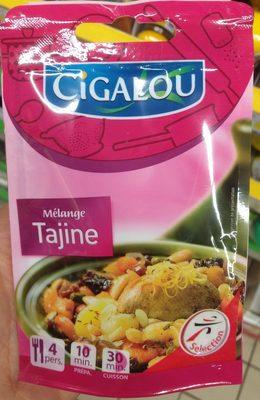 CIGALOU
Mélange
Tajine
4
pers.
10
min.
PRÉPA.
30
min.
CUISSON
Sélection